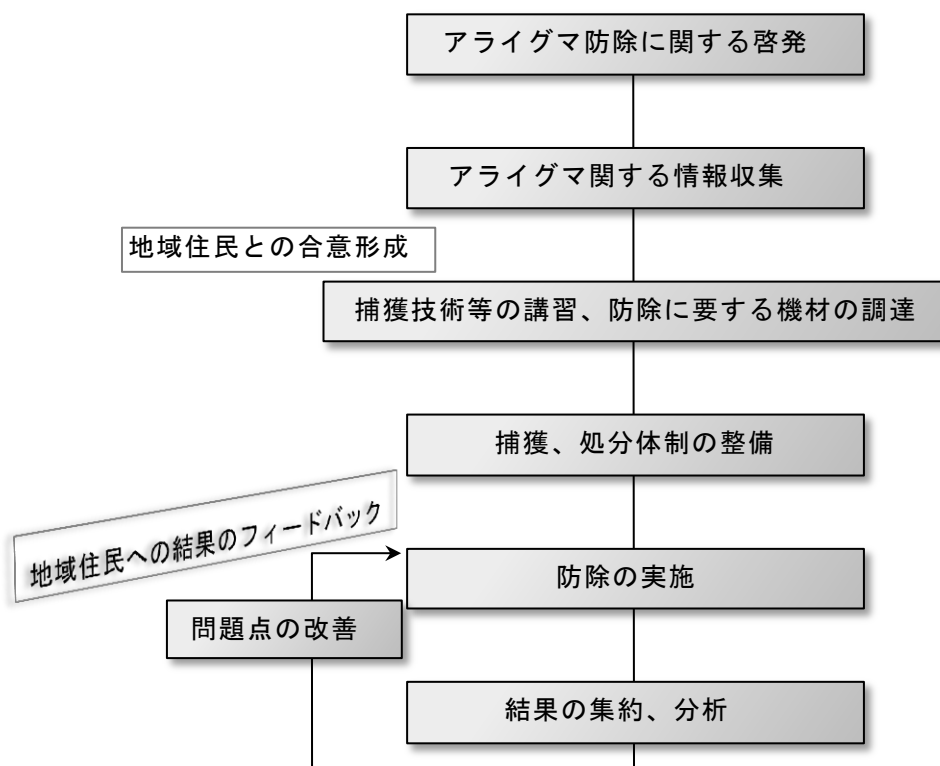 アライグマ防除に関する啓発
アライグマ関する情報収集
地域住民との合意形成
捕獲技術等の講習、防除に要する機材の調達
捕獲、処分体制の整備
地域住民への結果のフィードバック
防除の実施
問題点の改善
結果の集約、分析